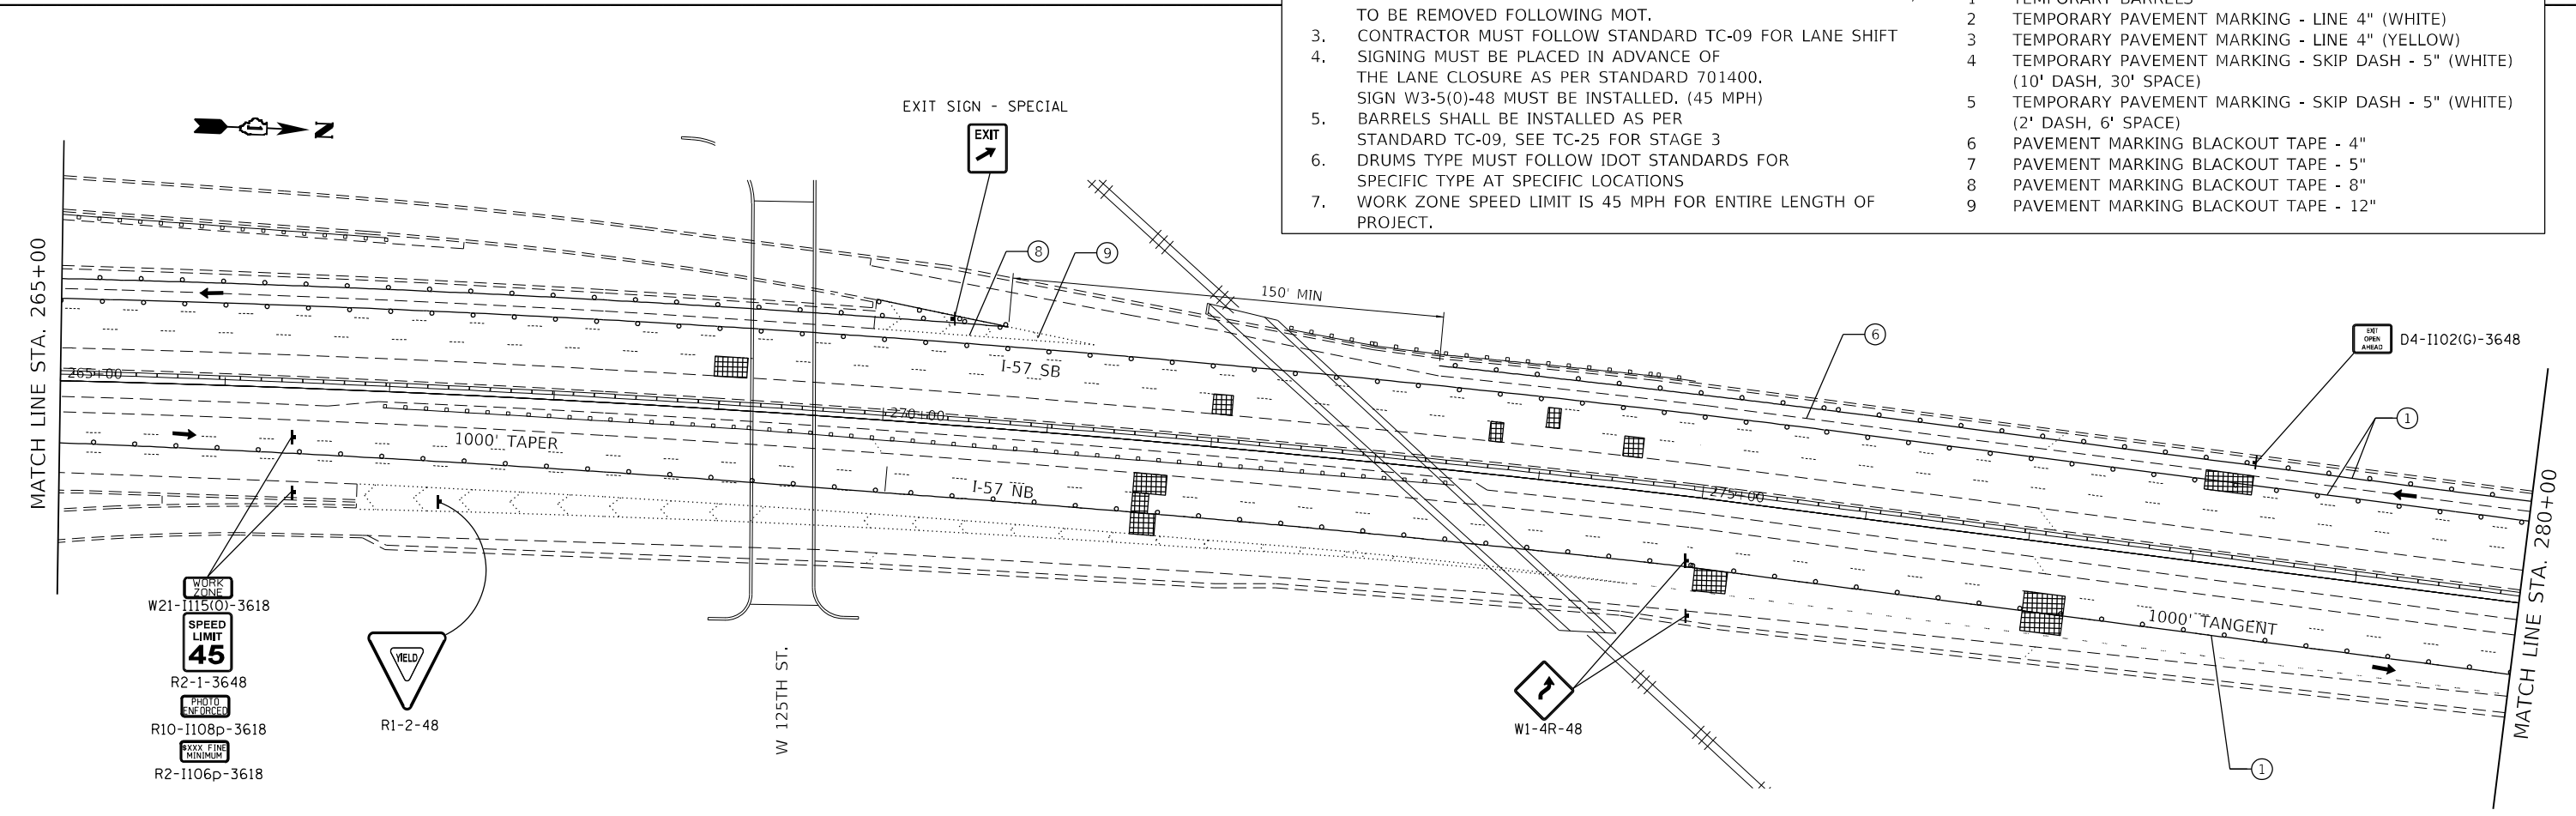 TO BE REMOVED FOLLOWING MOT.
3. CONTRACTOR MUST FOLLOW STANDARD TC-09 FOR LANE SHIFT
4. SIGNING MUST BE PLACED IN ADVANCE OF
THE LANE CLOSURE AS PER STANDARD 701400.
SIGN W3-5(0)-48 MUST BE INSTALLED. (45 MPH)
5. BARRELS SHALL BE INSTALLED AS PER
STANDARD TC-09, SEE TC-25 FOR STAGE 3
6. DRUMS TYPE MUST FOLLOW IDOT STANDARDS FOR
SPECIFIC TYPE AT SPECIFIC LOCATIONS
7. WORK ZONE SPEED LIMIT IS 45 MPH FOR ENTIRE LENGTH OF
PROJECT.
1 TEMPORARY BARRELS
2 TEMPORARY PAVEMENT MARKING - LINE 4" (WHITE)
3 TEMPORARY PAVEMENT MARKING - LINE 4" (YELLOW)
4 TEMPORARY PAVEMENT MARKING - SKIP DASH - 5" (WHITE)
(10' DASH, 30' SPACE)
5 TEMPORARY PAVEMENT MARKING - SKIP DASH - 5" (WHITE)
(2' DASH, 6' SPACE)
6 PAVEMENT MARKING BLACKOUT TAPE - 4"
7 PAVEMENT MARKING BLACKOUT TAPE - 5"
8 PAVEMENT MARKING BLACKOUT TAPE - 8"
9 PAVEMENT MARKING BLACKOUT TAPE - 12"
N
EXIT SIGN - SPECIAL
EXIT
8
9
150' MIN
6
EXIT
OPEN
AHEAD
D4-I102(G)-3648
1
MATCH LINE STA. 265+00
265+00
I-57 SB
270+00
1000' TAPER
I-57 NB
275+00
1000' TANGENT
MATCH LINE STA. 280+00
WORK
ZONE
W21-I115(0)-3618
SPEED
LIMIT
45
R2-1-3648
PHOTO
ENFORCED
R10-I108p-3618
$XXX FINE
MINIMUM
R2-I106p-3618
YIELD
R1-2-48
W 125TH ST.
W1-4R-48
1